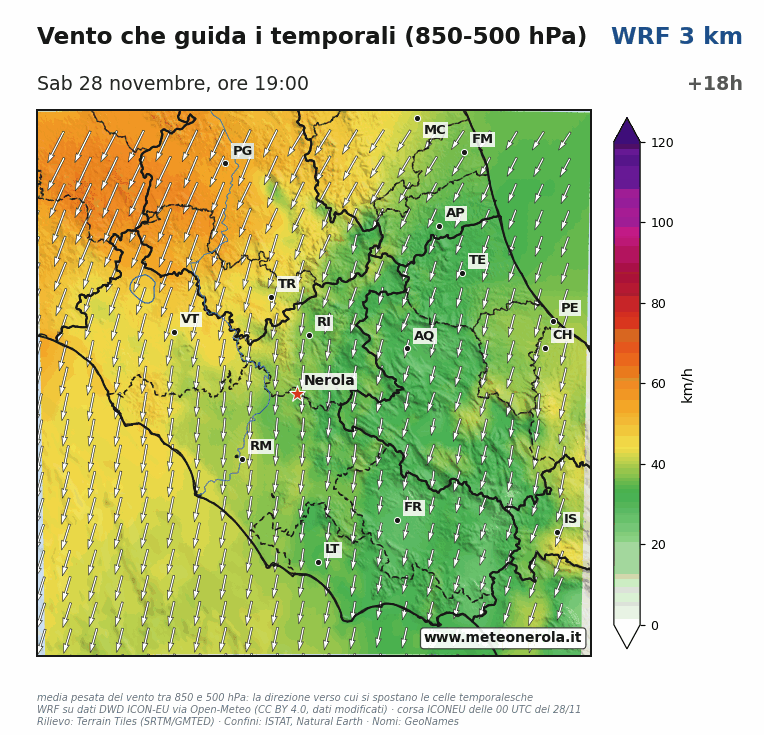 Vento che guida i temporali (850-500 hPa) WRF 3 km
Sab 28 novembre, ore 19:00 +18h
MC
FM
PG
AP
TE
TR
PE
VT
RI
AQ
CH
Nerola
RM
FR
IS
LT
www.meteonerola.it
120
100
80
60
40
20
0
km/h
media pesata del vento tra 850 e 500 hPa: la direzione verso cui si spostano le celle temporalesche
WRF su dati DWD ICON-EU via Open-Meteo (CC BY 4.0, dati modificati) · corsa ICONEU delle 00 UTC del 28/11
Rilievo: Terrain Tiles (SRTM/GMTED) · Confini: ISTAT, Natural Earth · Nomi: GeoNames